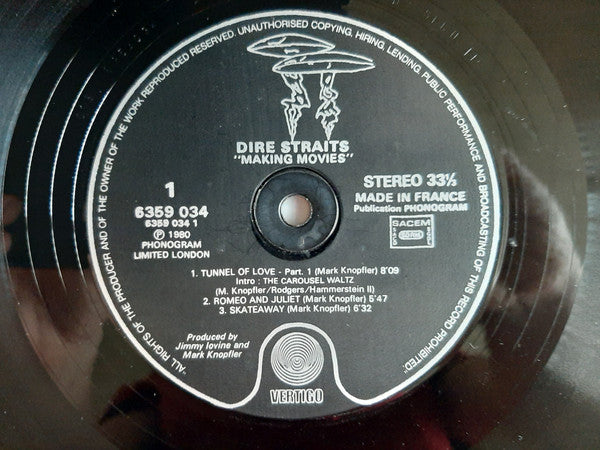 "ALL RIGHTS OF THE PRODUCER AND OF THE OWNER OF THE WORK REPRODUCED RESERVED. UNAUTHORISED COPYING, HIRING, LENDING, PUBLIC PERFORMANCE AND BROADCASTING OF THIS RECORD PROHIBITED."
DIRE STRAITS
"MAKING MOVIES"
1
6359 034
6359 034 1
℗ 1980
PHONOGRAM
LIMITED LONDON
STEREO 33⅓
MADE IN FRANCE
Publication PHONOGRAM
SACEM
1. TUNNEL OF LOVE - Part. 1 (Mark Knopfler) 8'09
Intro : THE CAROUSEL WALTZ
(M. Knopfler/Rodgers/Hammerstein II)
2. ROMEO AND JULIET (Mark Knopfler) 5'47
3. SKATEAWAY (Mark Knopfler) 6'32
Produced by
Jimmy Iovine and
Mark Knopfler
VERTIGO